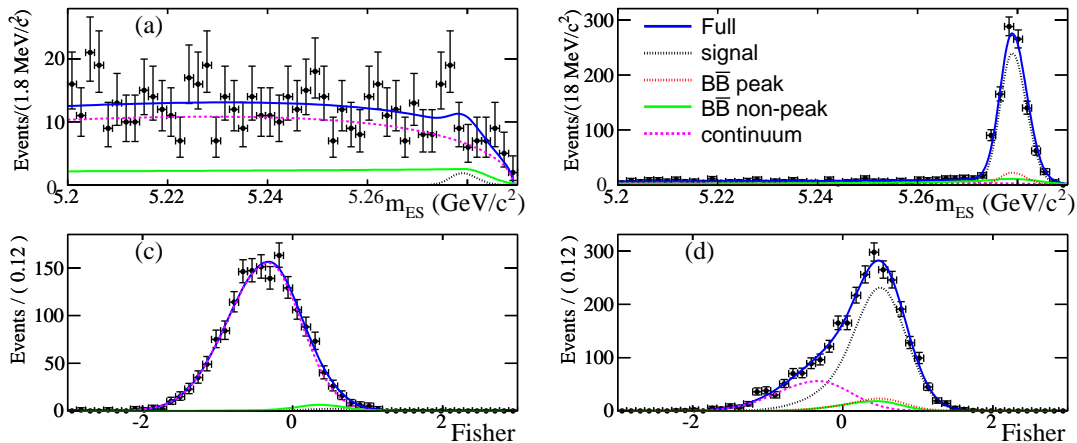 Events/(1.8 MeV/c
20
10
5
0
(a)
5.2
5.22
5.24
5.26
m_ES (GeV/c²)
Events/(18 MeV/c²)
300
200
100
0
Full
signal
BB̅ peak
BB̅ non-peak
continuum
5.2
5.22
5.24
5.26
m_ES (GeV/c²)
Events / ( 0.12 )
150
100
50
0
(c)
-2
0
2
Fisher
Events / ( 0.12 )
300
200
100
0
(d)
-2
0
2
Fisher